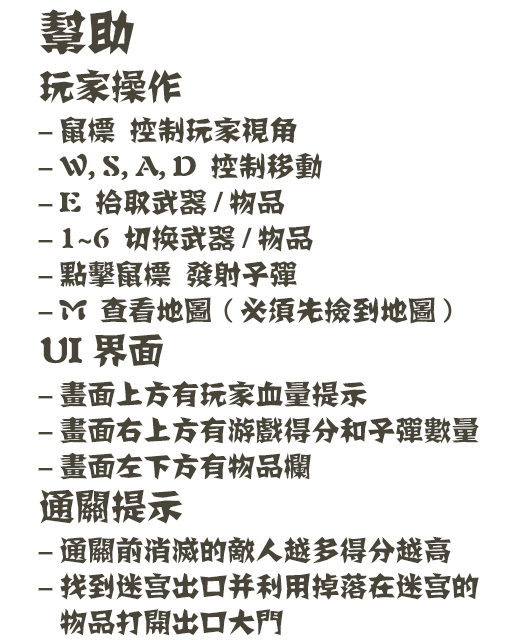 幫助
玩家操作
– 鼠標 控制玩家視角
– W, S, A, D 控制移動
– E 拾取武器 / 物品
– 1~6 切换武器 / 物品
– 點擊鼠標 發射子彈
– M 查看地圖（必須先撿到地圖）
UI 界面
– 畫面上方有玩家血量提示
– 畫面右上方有游戲得分和子彈數量
– 畫面左下方有物品欄
通關提示
– 通關前消滅的敵人越多得分越高
– 找到迷宫出口并利用掉落在迷宫的
物品打開出口大門